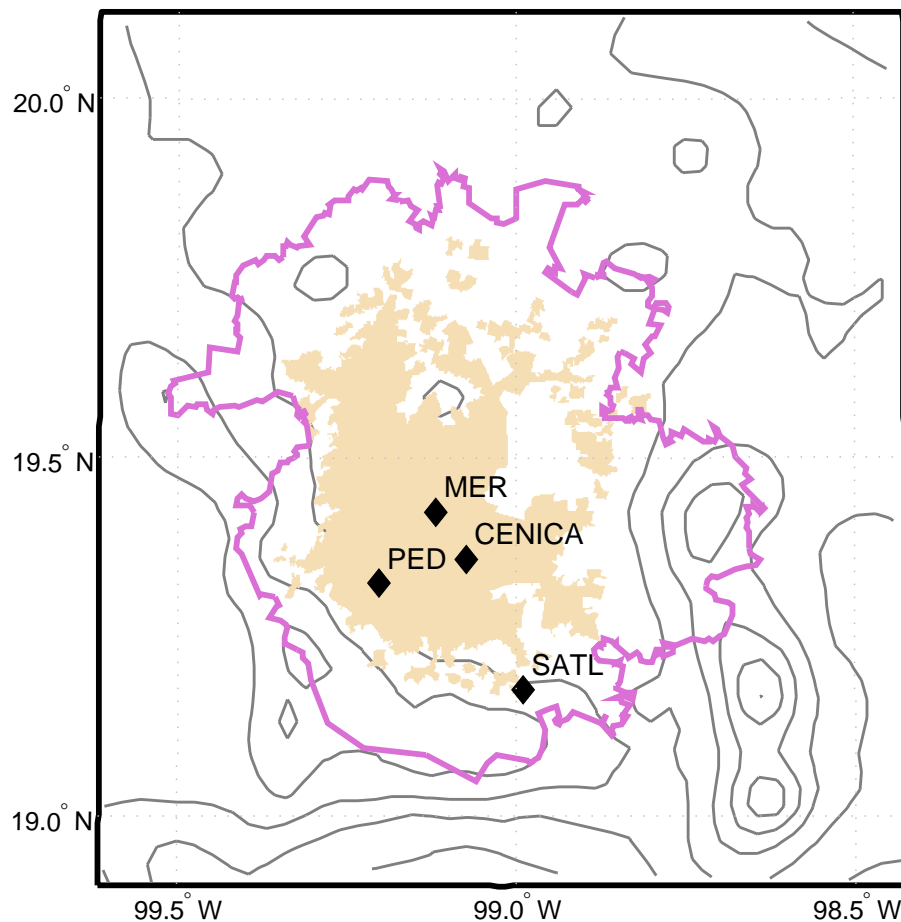 20.0° N
19.5° N
MER
CENICA
PED
SATL
19.0° N
99.5° W
99.0° W
98.5° W